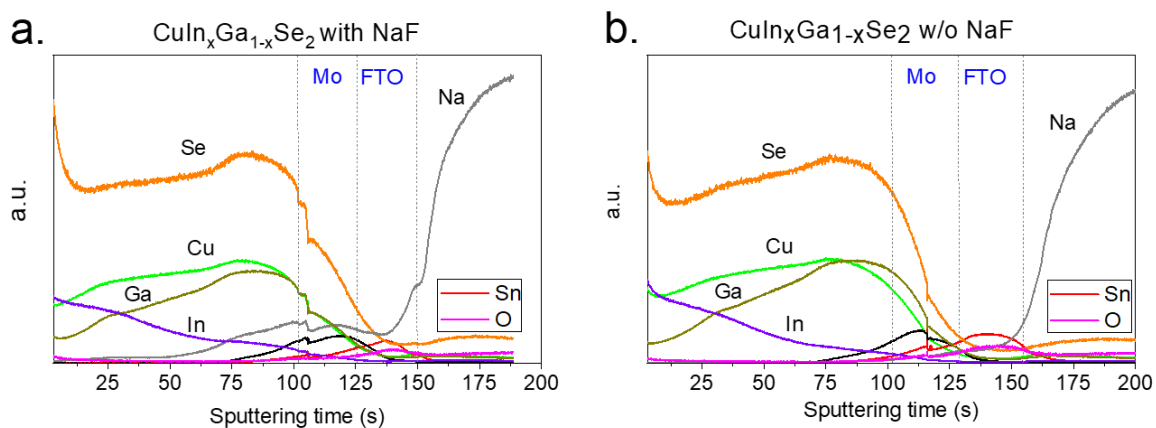 a.
CuInxGa1-xSe2 with NaF
Mo
FTO
Na
Se
Cu
Ga
In
Sn
O
a.u.
0
25
50
75
100
125
150
175
200
Sputtering time (s)
b.
CuInxGa1-xSe2 w/o NaF
Mo
FTO
Na
Se
Cu
Ga
In
Sn
O
a.u.
25
50
75
100
125
150
175
200
Sputtering time (s)